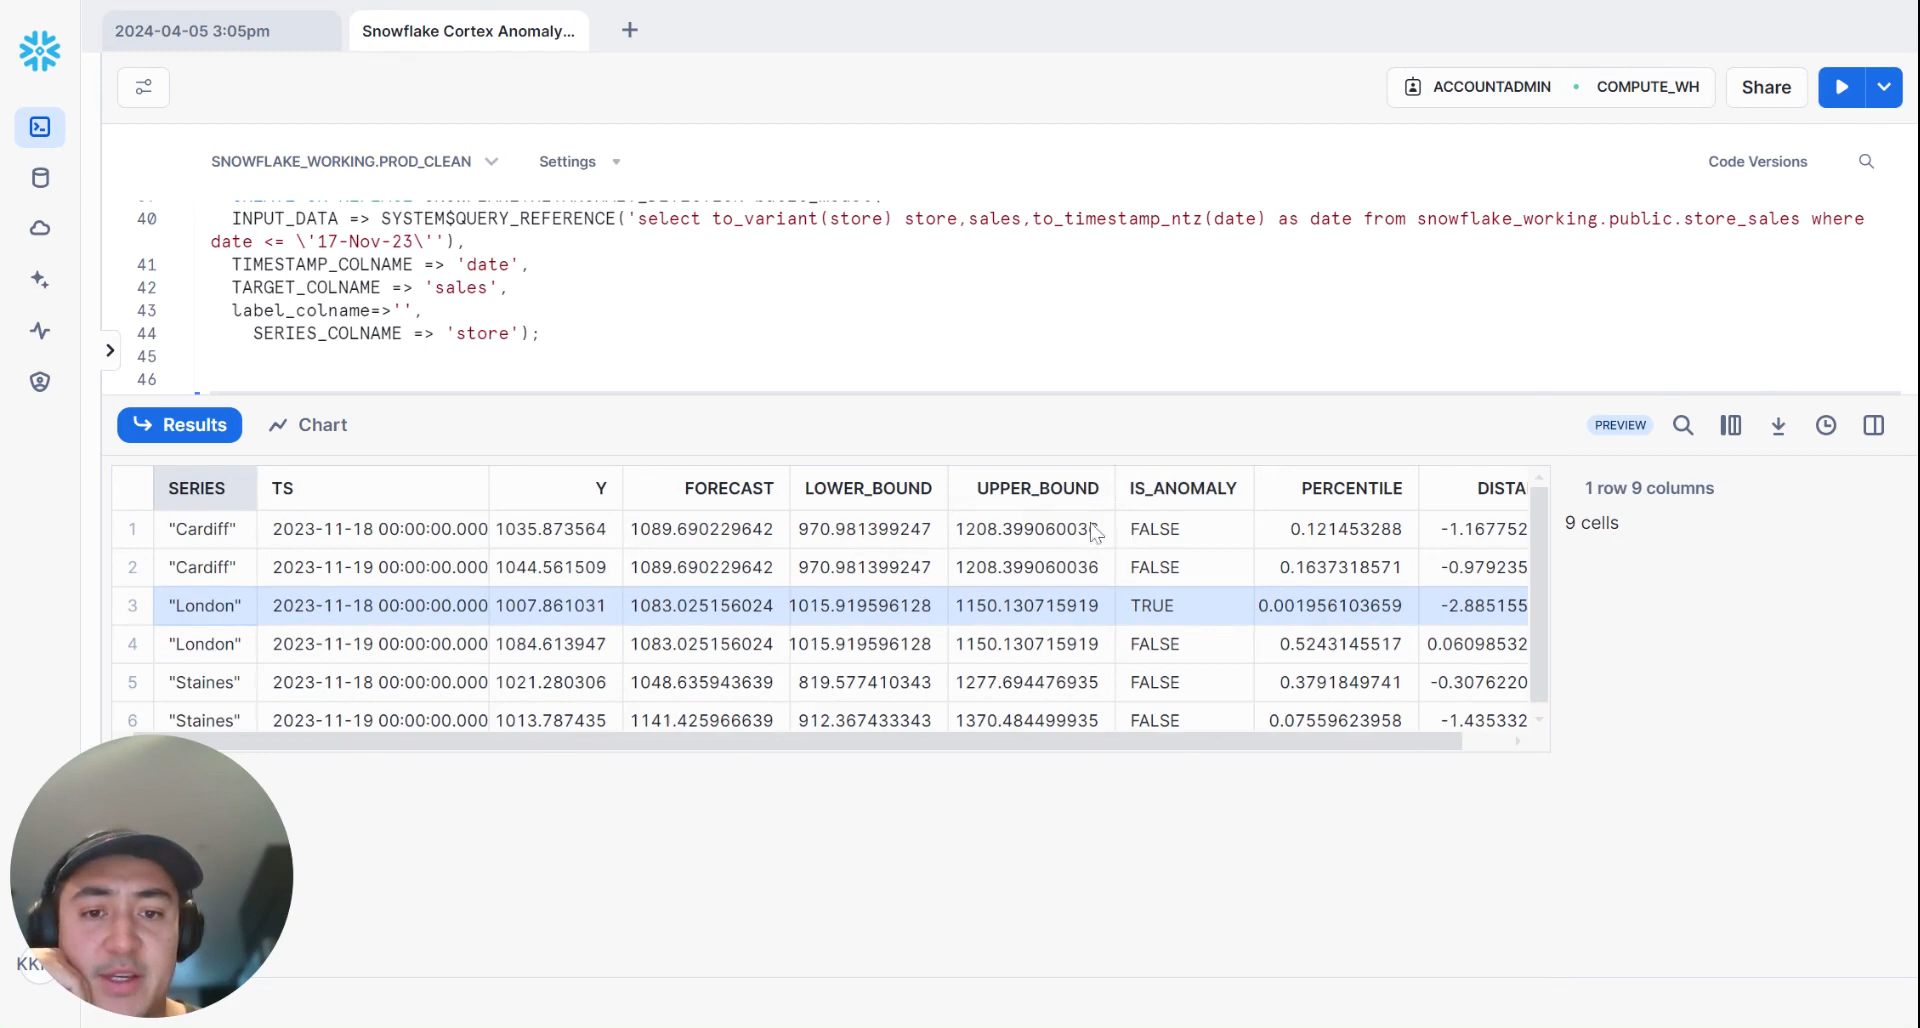 2024-04-05 3:05pm
Snowflake Cortex Anomaly...
ACCOUNTADMIN
COMPUTE_WH
Share
SNOWFLAKE_WORKING.PROD_CLEAN
Settings
Code Versions
40 INPUT_DATA => SYSTEM$QUERY_REFERENCE('select to_variant(store) store,sales,to_timestamp_ntz(date) as date from snowflake_working.public.store_sales where
date <= \'17-Nov-23\''),
41 TIMESTAMP_COLNAME => 'date',
42 TARGET_COLNAME => 'sales',
43 label_colname=>'',
44 SERIES_COLNAME => 'store');
45
46
Results
Chart
PREVIEW
SERIES TS Y FORECAST LOWER_BOUND UPPER_BOUND IS_ANOMALY PERCENTILE DISTA
1 "Cardiff" 2023-11-18 00:00:00.000 1035.873564 1089.690229642 970.981399247 1208.39906003 FALSE 0.121453288 -1.167752
2 "Cardiff" 2023-11-19 00:00:00.000 1044.561509 1089.690229642 970.981399247 1208.399060036 FALSE 0.1637318571 -0.979235
3 "London" 2023-11-18 00:00:00.000 1007.861031 1083.025156024 1015.919596128 1150.130715919 TRUE 0.001956103659 -2.885155
4 "London" 2023-11-19 00:00:00.000 1084.613947 1083.025156024 1015.919596128 1150.130715919 FALSE 0.5243145517 0.06098532
5 "Staines" 2023-11-18 00:00:00.000 1021.280306 1048.635943639 819.577410343 1277.694476935 FALSE 0.3791849741 -0.3076220
6 "Staines" 2023-11-19 00:00:00.000 1013.787435 1141.425966639 912.367433343 1370.484499935 FALSE 0.07559623958 -1.435332
1 row 9 columns
9 cells